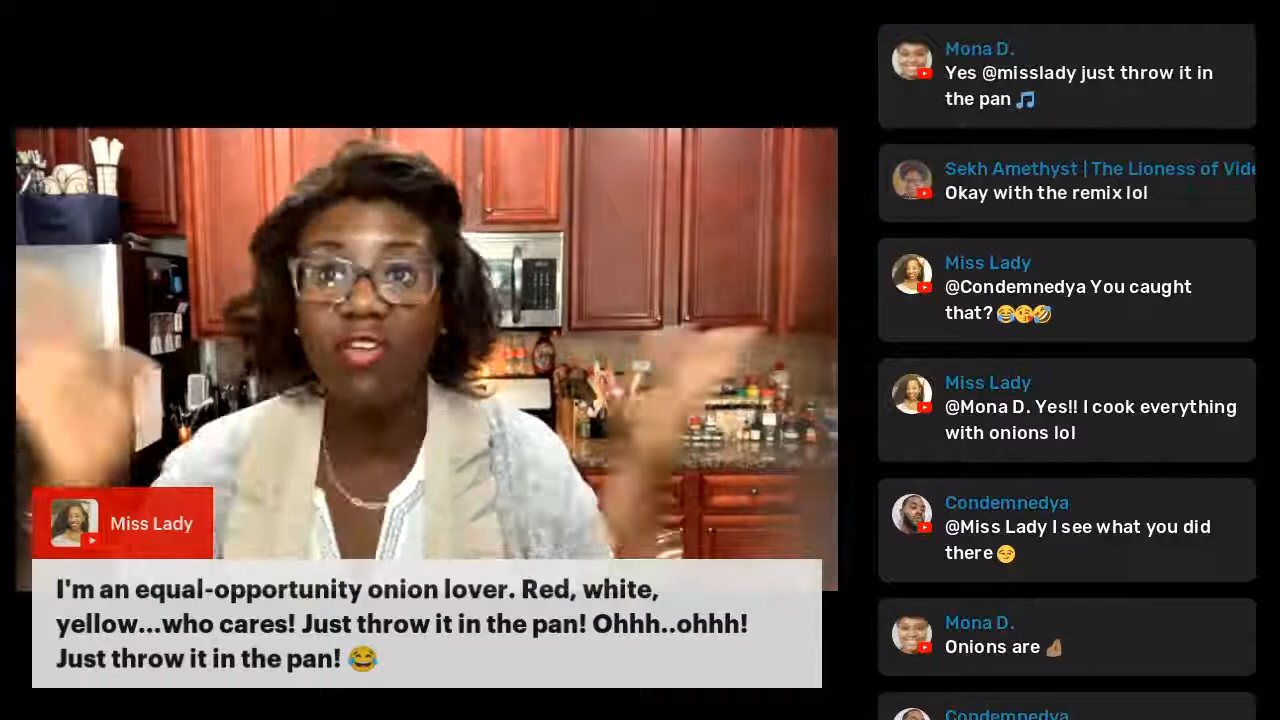 Mona D.
Yes @misslady just throw it in
the pan 🎵
Sekh Amethyst | The Lioness of Vide
Okay with the remix lol
Miss Lady
@Condemnedya You caught
that? 😂😘🤣
Miss Lady
@Mona D. Yes!! I cook everything
with onions lol
Condemnedya
@Miss Lady I see what you did
there 😏
Mona D.
Onions are 🤌🏽
Condemnedya
Miss Lady
I'm an equal-opportunity onion lover. Red, white,
yellow...who cares! Just throw it in the pan! Ohhh..ohhh!
Just throw it in the pan! 😂